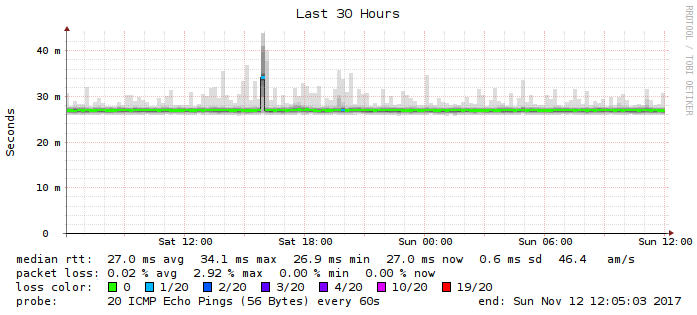 Last 30 Hours
RRDTOOL / TOBI OETIKER
Seconds
40 m
30 m
20 m
10 m
0
Sat 12:00 Sat 18:00 Sun 00:00 Sun 06:00 Sun 12:00
median rtt: 27.0 ms avg 34.1 ms max 26.9 ms min 27.0 ms now 0.6 ms sd 46.4 am/s
packet loss: 0.02 % avg 2.92 % max 0.00 % min 0.00 % now
loss color: 0 1/20 2/20 3/20 4/20 10/20 19/20
probe: 20 ICMP Echo Pings (56 Bytes) every 60s end: Sun Nov 12 12:05:03 2017